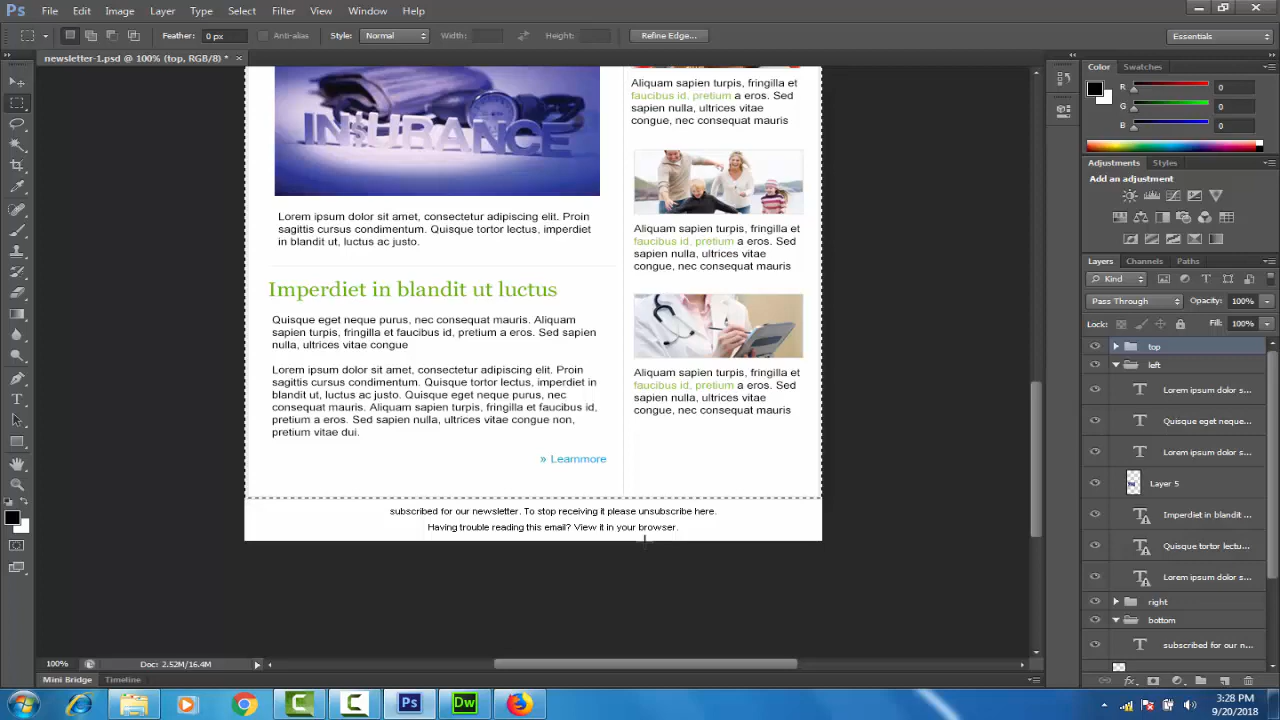 Ps File Edit Image Layer Type Select Filter View Window Help
Feather: 0 px Anti-alias Style: Normal Width: Height: Refine Edge... Essentials
newsletter-1.psd @ 100% (top, RGB/8) * ×
INSURANCE
Lorem ipsum dolor sit amet, consectetur adipiscing elit. Proin
sagittis cursus condimentum. Quisque tortor lectus, imperdiet
in blandit ut, luctus ac justo.
Imperdiet in blandit ut luctus
Quisque eget neque purus, nec consequat mauris. Aliquam
sapien turpis, fringilla et faucibus id, pretium a eros. Sed sapien
nulla, ultrices vitae congue
Lorem ipsum dolor sit amet, consectetur adipiscing elit. Proin
sagittis cursus condimentum. Quisque tortor lectus, imperdiet in
blandit ut, luctus ac justo. Quisque eget neque purus, nec
consequat mauris. Aliquam sapien turpis, fringilla et faucibus id,
pretium a eros. Sed sapien nulla, ultrices vitae congue non,
pretium vitae dui.
» Learnmore
Aliquam sapien turpis, fringilla et
faucibus id, pretium a eros. Sed
sapien nulla, ultrices vitae
congue, nec consequat mauris
Aliquam sapien turpis, fringilla et
faucibus id, pretium a eros. Sed
sapien nulla, ultrices vitae
congue, nec consequat mauris
Aliquam sapien turpis, fringilla et
faucibus id, pretium a eros. Sed
sapien nulla, ultrices vitae
congue, nec consequat mauris
subscribed for our newsletter. To stop receiving it please unsubscribe here.
Having trouble reading this email? View it in your browser.
Color Swatches
R 0
G 0
B 0
Adjustments Styles
Add an adjustment
Layers Channels Paths
Kind
Pass Through Opacity: 100%
Lock: Fill: 100%
top
left
Lorem ipsum dolor s...
Quisque eget neque...
Lorem ipsum dolor s...
Layer 5
Imperdiet in blandit ...
Quisque tortor lectu...
Lorem ipsum dolor s...
right
bottom
subscribed for our n...
100% Doc: 2.52M/16.4M
Mini Bridge Timeline
Ps Dw
3:28 PM
9/20/2018